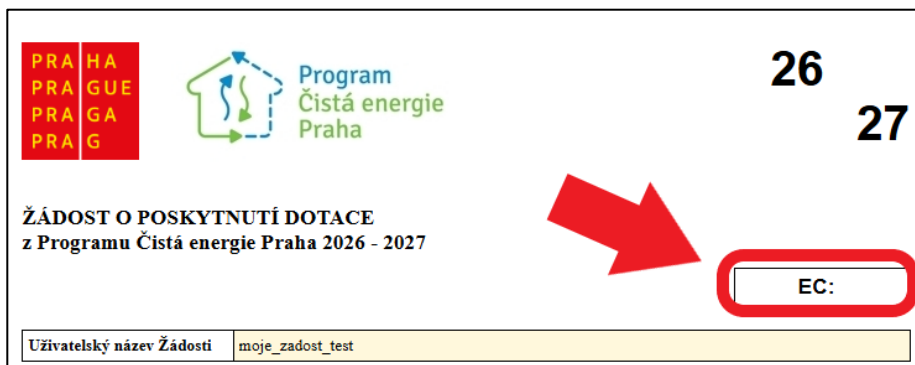 PRA HA
PRA GUE
PRA GA
PRA G
Program
Čistá energie
Praha
26
27
ŽÁDOST O POSKYTNUTÍ DOTACE
z Programu Čistá energie Praha 2026 - 2027
EC:
Uživatelský název Žádosti moje_zadost_test